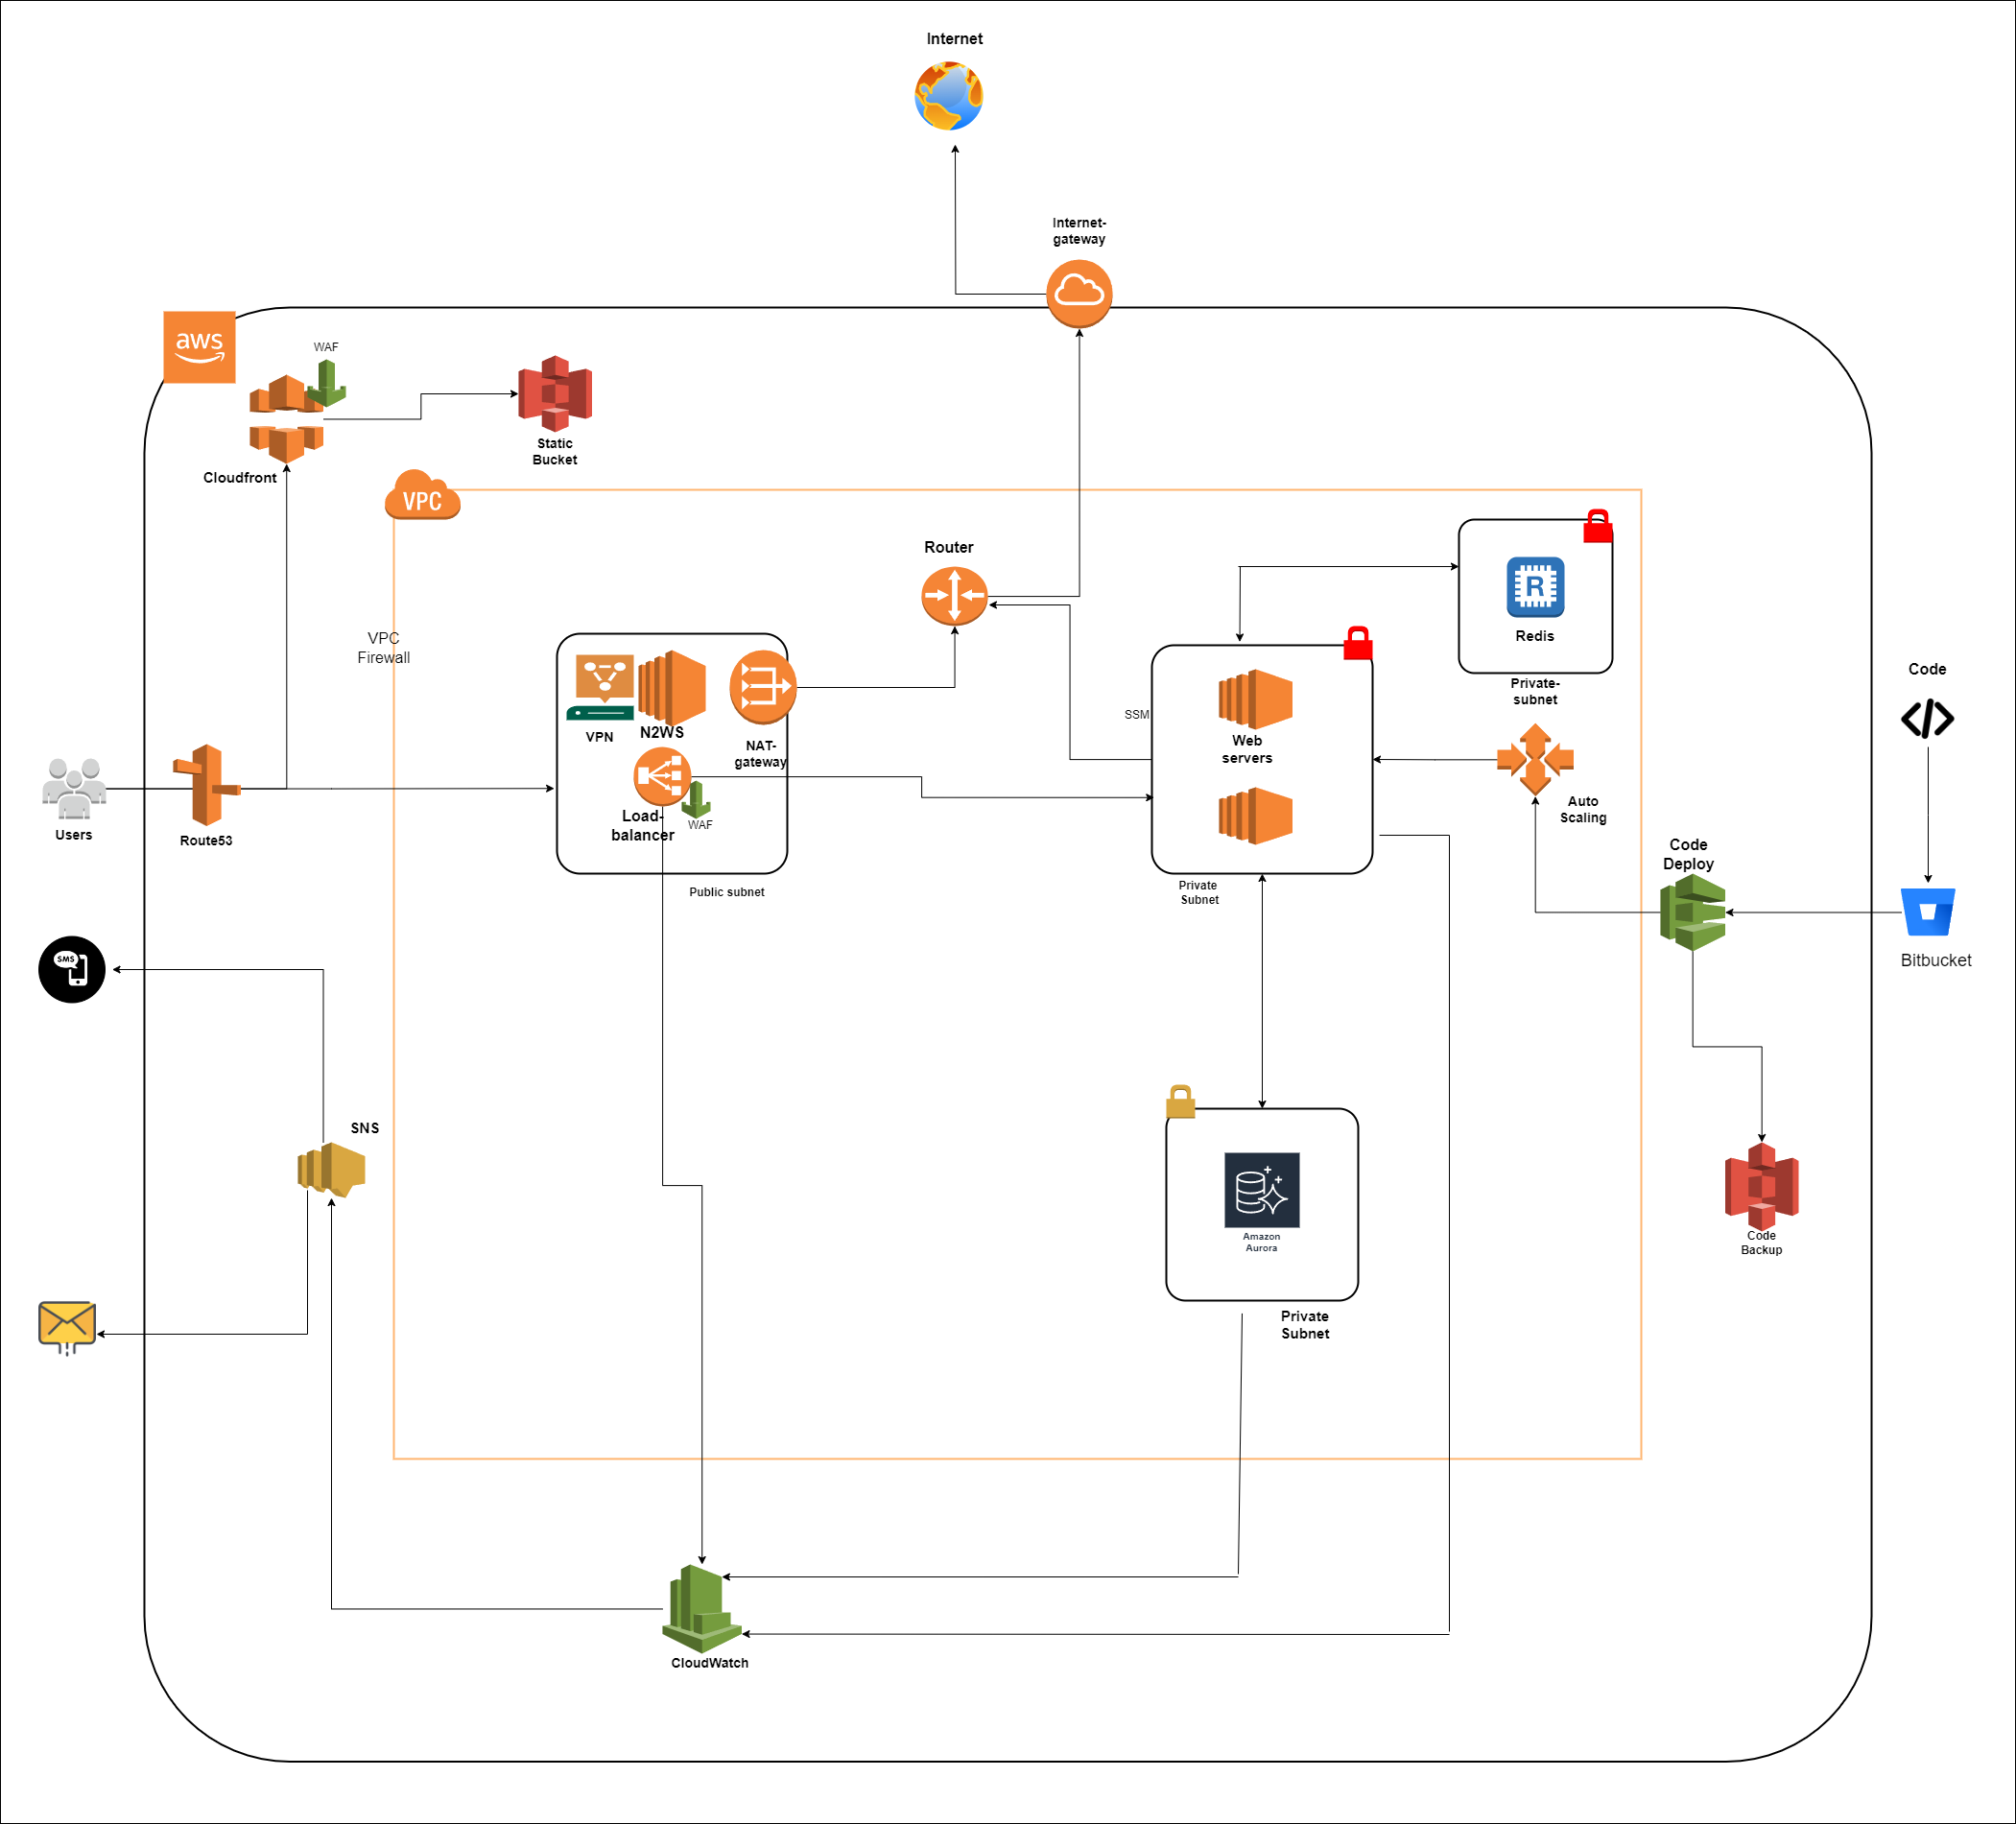 Internet
Internet-
gateway
aws
WAF
Static
Bucket
Cloudfront
VPC
Router
R
Redis
VPC
Firewall
Private-
subnet
Code
SSM
VPN
N2WS
NAT-
gateway
Web
servers
Load-
balancer
WAF
Auto
Scaling
Users
Route53
Code
Deploy
Public subnet
Private
Subnet
SMS
Bitbucket
SNS
Amazon
Aurora
Code
Backup
Private
Subnet
CloudWatch